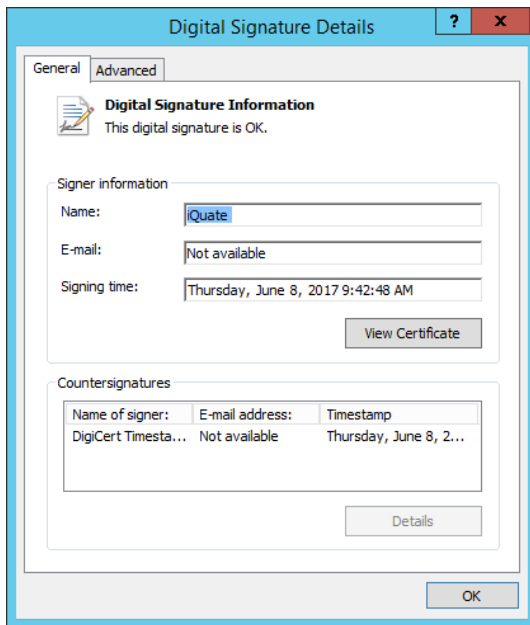 Digital Signature Details
? x
General Advanced
Digital Signature Information
This digital signature is OK.
Signer information
Name: iQuate
E-mail: Not available
Signing time: Thursday, June 8, 2017 9:42:48 AM
View Certificate
Countersignatures
Name of signer: E-mail address: Timestamp
DigiCert Timesta... Not available Thursday, June 8, 2...
Details
OK